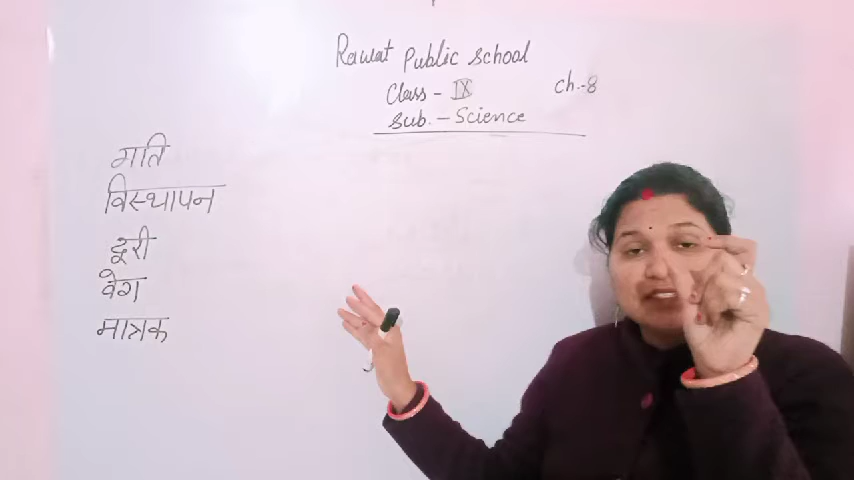 Rawat Public School
Class - IX ch.-8
Sub. - Science
गति
विस्थापन
दूरी
वेग
मात्रक